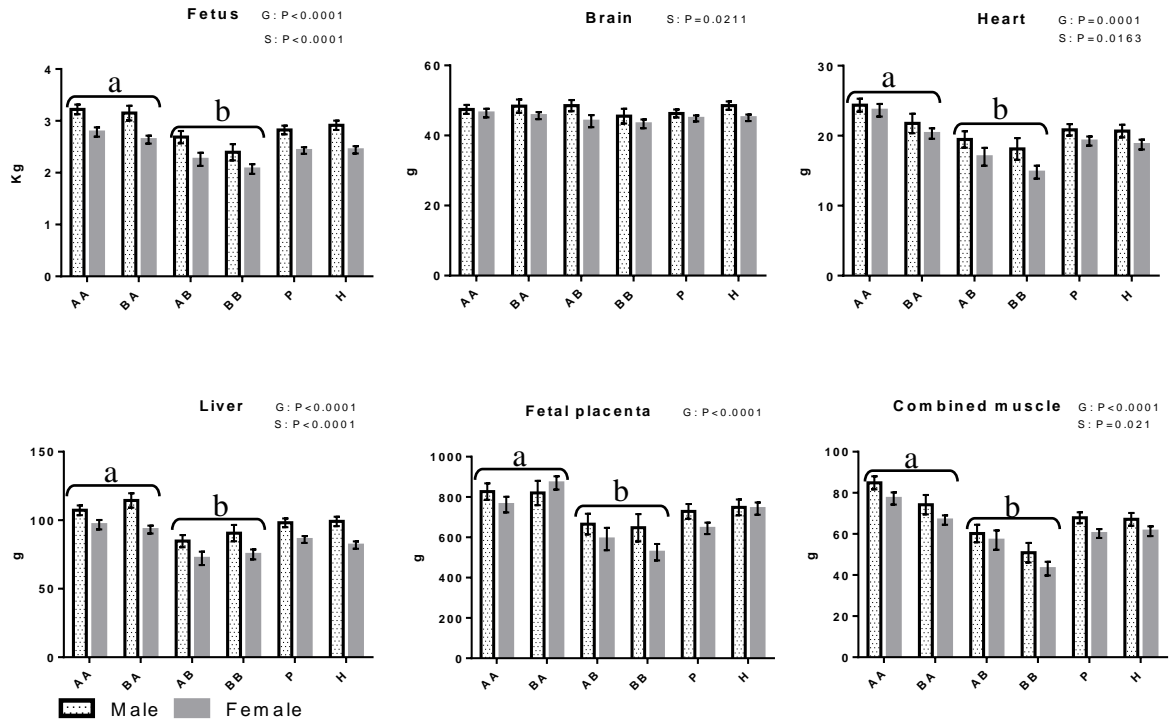 Fetus G: P<0.0001
S: P<0.0001
a
b
4
3
2
1
0
Kg
AA BA AB BB P H
Brain S: P=0.0211
60
40
20
0
g
AA BA AB BB P H
Heart G: P=0.0001
S: P=0.0163
a
b
30
20
10
0
g
AA BA AB BB P H
Liver G: P<0.0001
S: P<0.0001
a
b
150
100
50
0
g
AA BA AB BB P H
Fetal placenta G: P<0.0001
a
b
1000
800
600
400
200
0
g
AA BA AB BB P H
Combined muscle G: P<0.0001
S: P=0.021
a
b
100
80
60
40
20
0
g
AA BA AB BB P H
Male Female